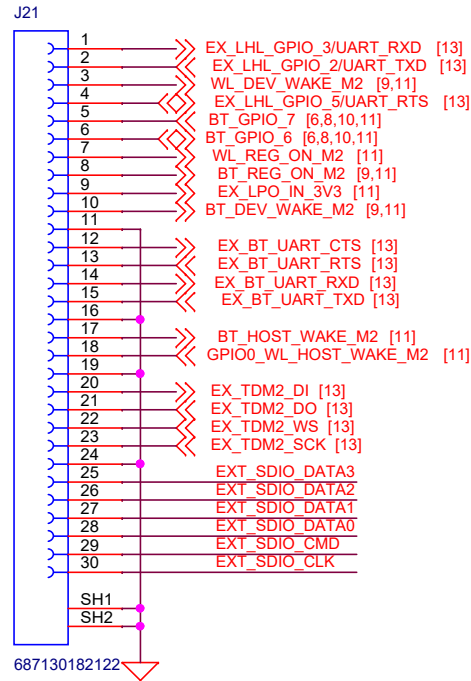 J21
1 EX_LHL_GPIO_3/UART_RXD [13]
2 EX_LHL_GPIO_2/UART_TXD [13]
3 WL_DEV_WAKE_M2 [9,11]
4 EX_LHL_GPIO_5/UART_RTS [13]
5 BT_GPIO_7 [6,8,10,11]
6 BT_GPIO_6 [6,8,10,11]
7 WL_REG_ON_M2 [11]
8 BT_REG_ON_M2 [9,11]
9 EX_LPO_IN_3V3 [11]
10 BT_DEV_WAKE_M2 [9,11]
11
12 EX_BT_UART_CTS [13]
13 EX_BT_UART_RTS [13]
14 EX_BT_UART_RXD [13]
15 EX_BT_UART_TXD [13]
16
17 BT_HOST_WAKE_M2 [11]
18 GPIO0_WL_HOST_WAKE_M2 [11]
19
20 EX_TDM2_DI [13]
21 EX_TDM2_DO [13]
22 EX_TDM2_WS [13]
23 EX_TDM2_SCK [13]
24
25 EXT_SDIO_DATA3
26 EXT_SDIO_DATA2
27 EXT_SDIO_DATA1
28 EXT_SDIO_DATA0
29 EXT_SDIO_CMD
30 EXT_SDIO_CLK
SH1
SH2
687130182122